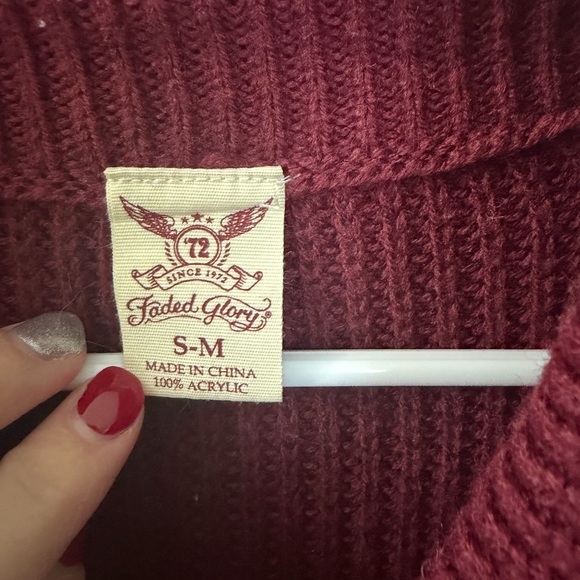 '72
SINCE 1972
Faded Glory®
S-M
MADE IN CHINA
100% ACRYLIC